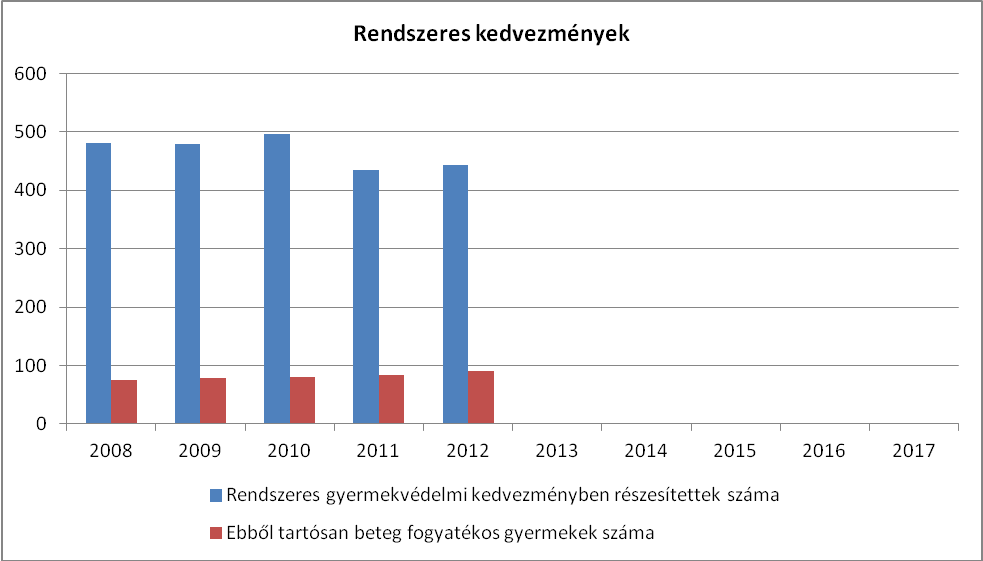 Rendszeres kedvezmények
600
500
400
300
200
100
0
2008 2009 2010 2011 2012 2013 2014 2015 2016 2017
Rendszeres gyermekvédelmi kedvezményben részesítettek száma
Ebből tartósan beteg fogyatékos gyermekek száma